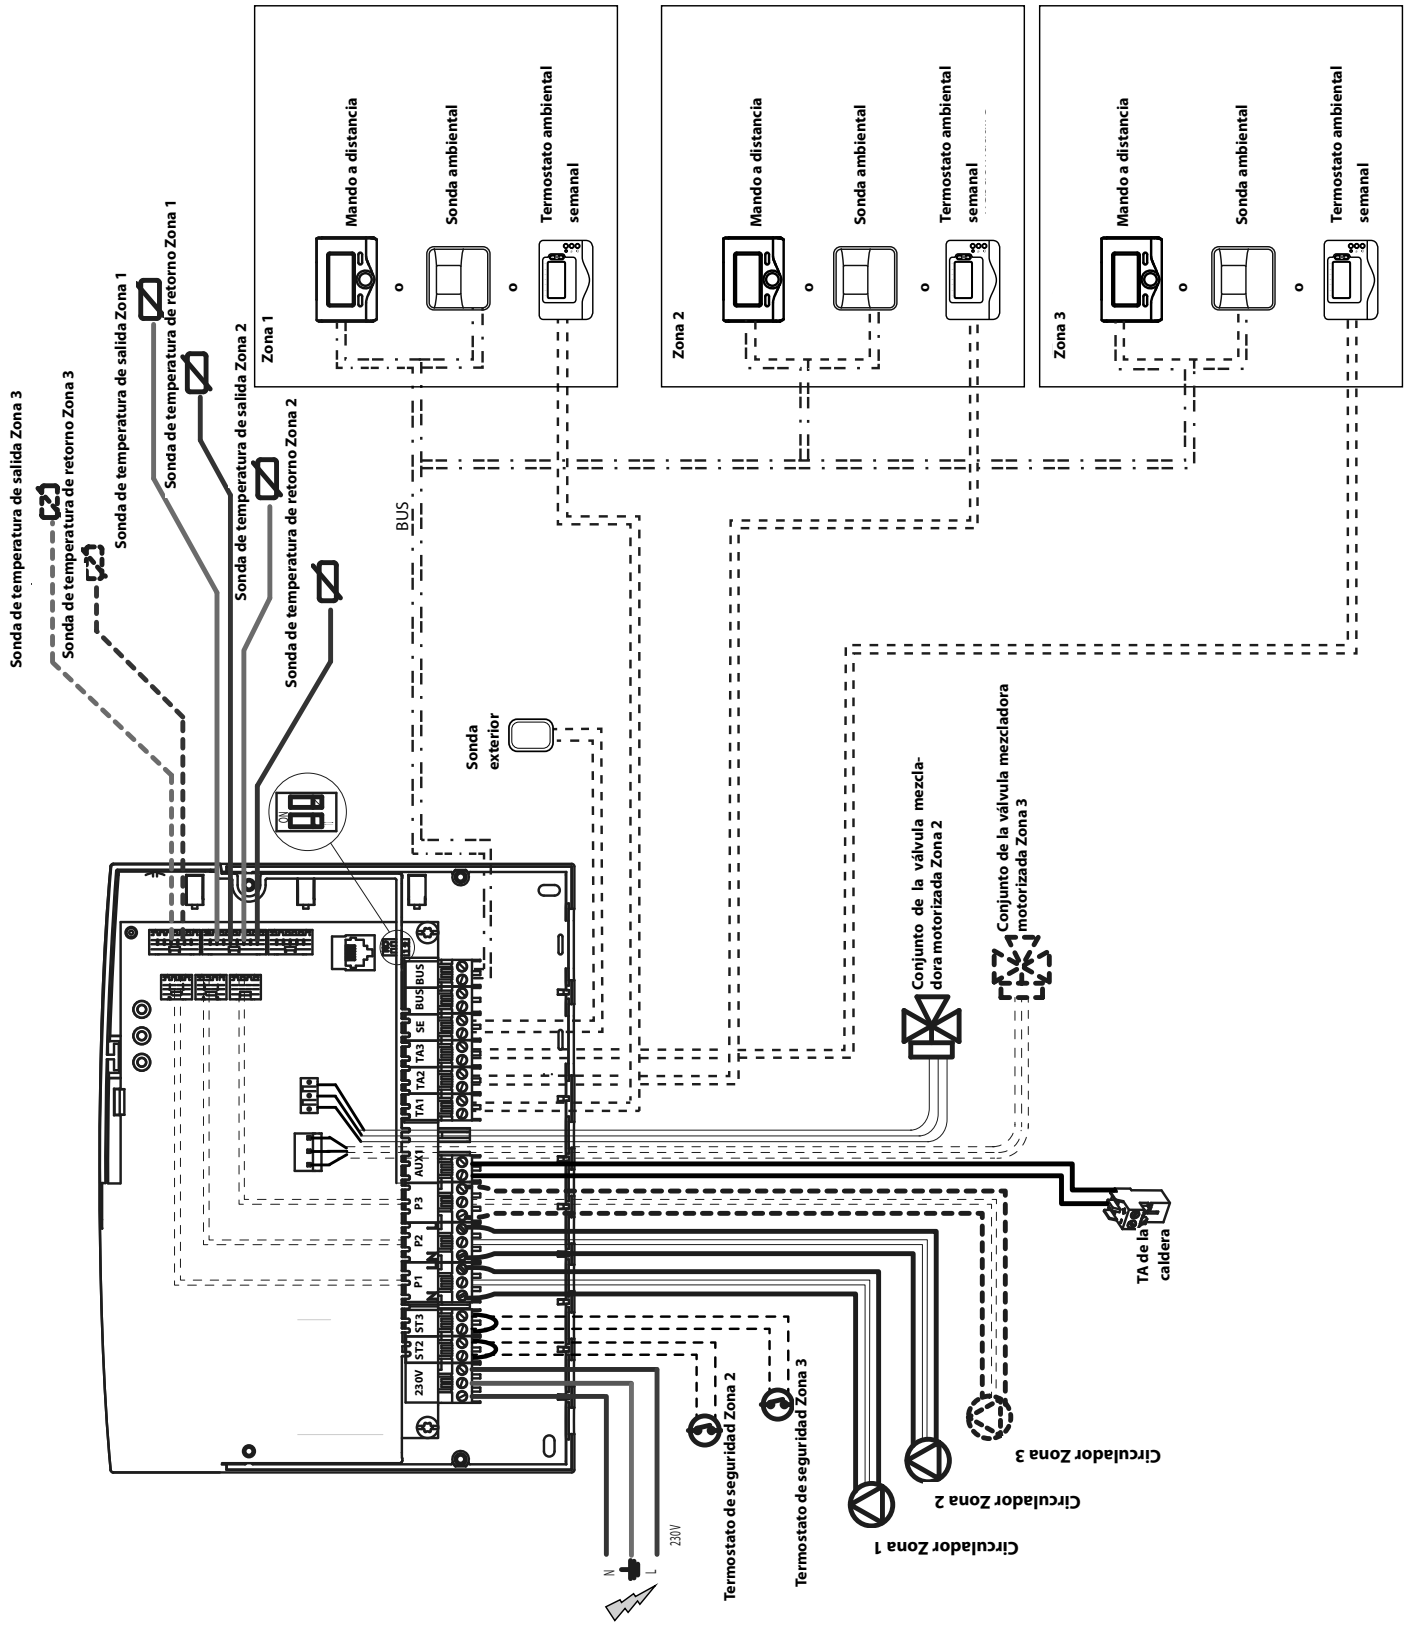 Sonda de temperatura de salida Zona 3
Sonda de temperatura de retorno Zona 3
Sonda de temperatura de salida Zona 1
Sonda de temperatura de retorno Zona 1
Sonda de temperatura de salida Zona 2
Sonda de temperatura de retorno Zona 2
Zona 1
Mando a distancia
Sonda ambiental
Termostato ambiental
semanal
Zona 2
Mando a distancia
Sonda ambiental
Termostato ambiental
semanal
Zona 3
Mando a distancia
Sonda ambiental
Termostato ambiental
semanal
BUS
Sonda
exterior
ON
Conjunto de la válvula mezcla-
dora motorizada Zona 2
Conjunto de la válvula mezcladora
motorizada Zona 3
230V
ST2
ST3
P1
P2
P3
AUX1
TA1
TA2
TA3
SE
BUS
BUS
N
L
N
L
TA de la
caldera
N
L
230V
Termostato de seguridad Zona 2
Termostato de seguridad Zona 3
Circulador Zona 1
Circulador Zona 2
Circulador Zona 3